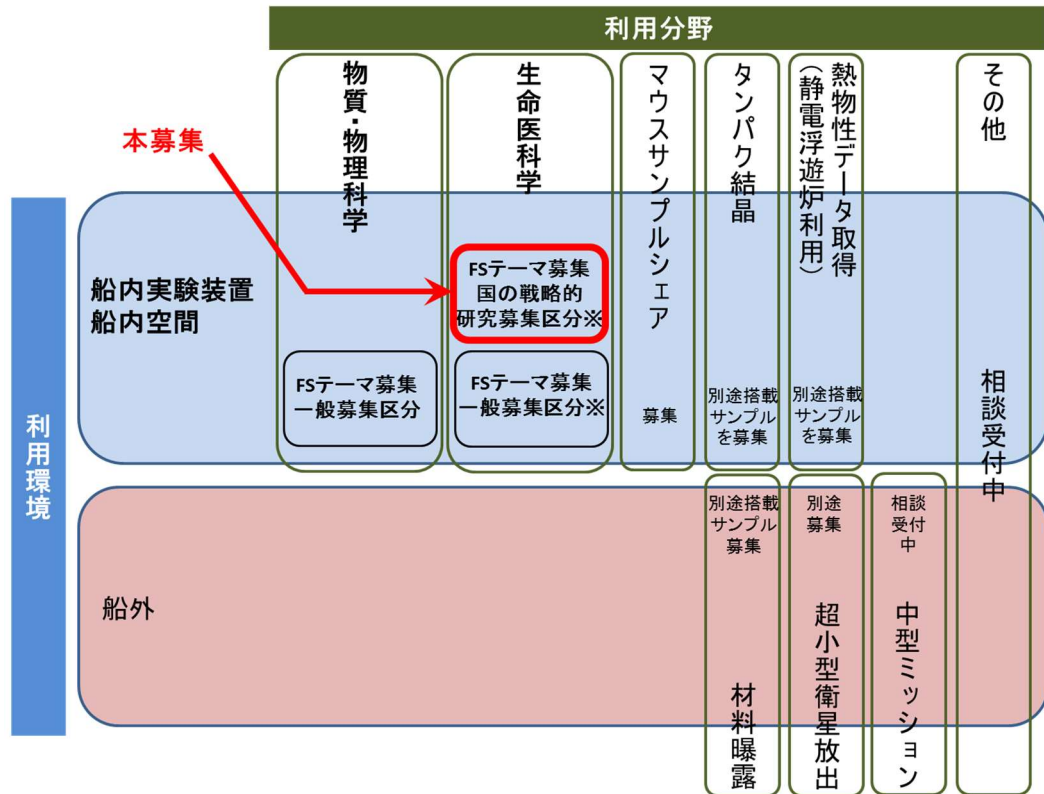 利用分野
物質・物理科学
生命医科学
マウスサンプルシェア
タンパク結晶
熱物性データ取得
(静電浮遊炉利用)
その他
本募集
利用環境
船内実験装置
船内空間
FSテーマ募集
国の戦略的
研究募集区分※
FSテーマ募集
一般募集区分
FSテーマ募集
一般募集区分※
募集
別途搭載
サンプル
を募集
別途搭載
サンプル
を募集
相談受付中
船外
別途搭載
サンプル
募集
別途
募集
相談
受付
中
材料曝露
超小型衛星放出
中型ミッション